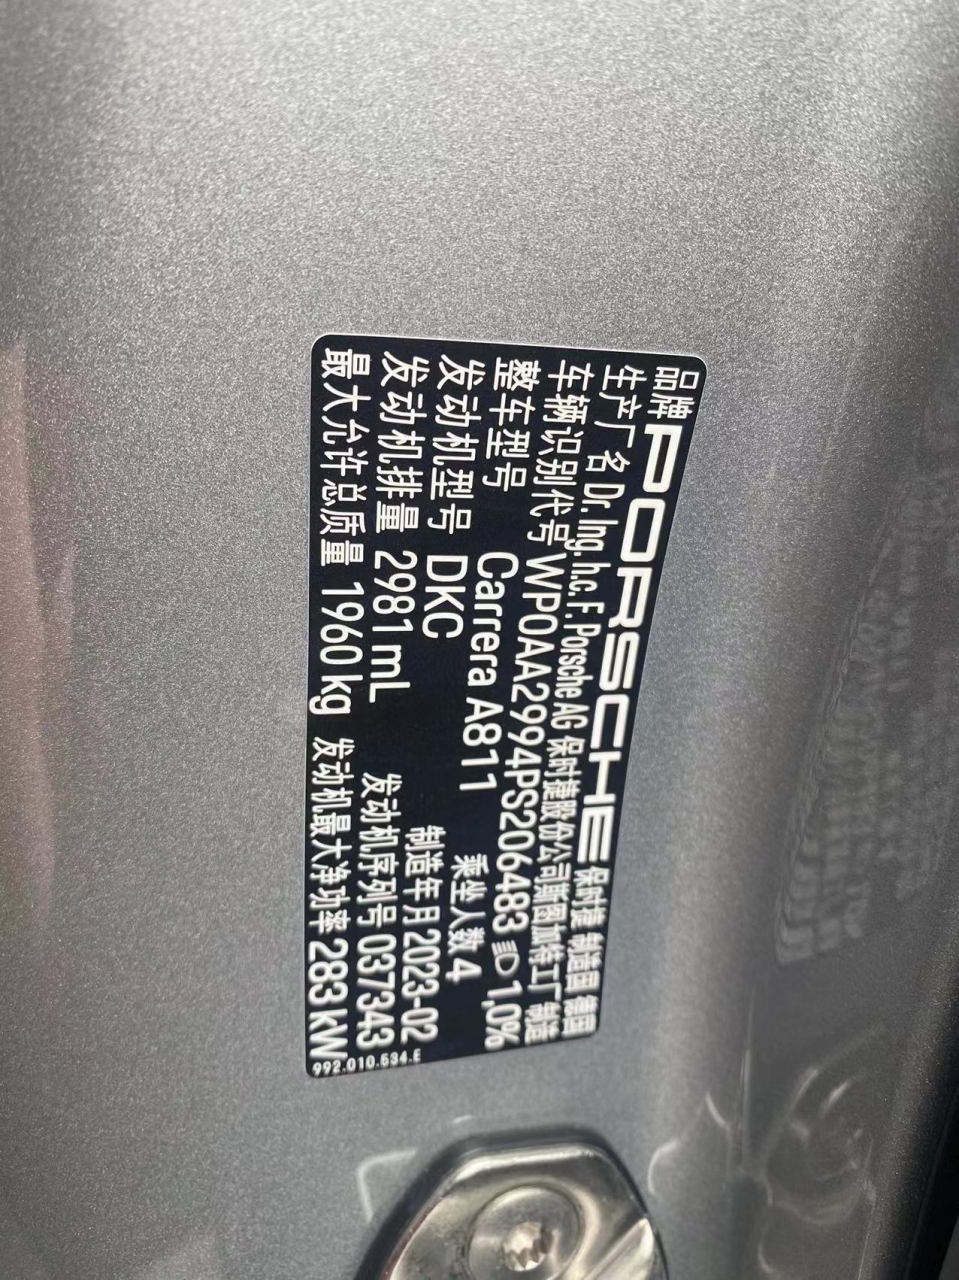 品牌 PORSCHE 保时捷 制造国 德国
生产厂名 Dr. Ing. h.c. F. Porsche AG 保时捷股份公司斯图加特工厂 制造
车辆识别代号 WP0AA2994PS206483 1,0%
整车型号 Carrera A811 乘坐人数 4
发动机型号 DKC 制造年月 2023-02
发动机排量 2981 mL 发动机序列号 037343
最大允许总质量 1960 kg 发动机最大净功率 283 kW
992.010.534.E